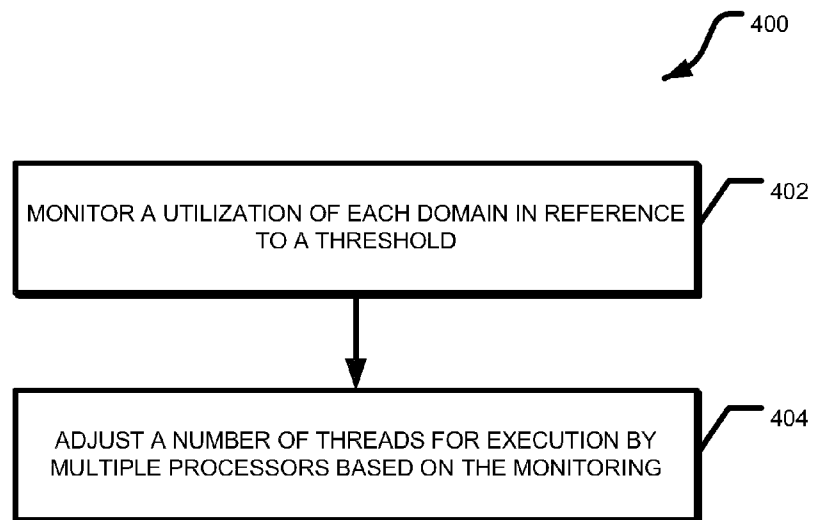 400
MONITOR A UTILIZATION OF EACH DOMAIN IN REFERENCE
TO A THRESHOLD
402
ADJUST A NUMBER OF THREADS FOR EXECUTION BY
MULTIPLE PROCESSORS BASED ON THE MONITORING
404